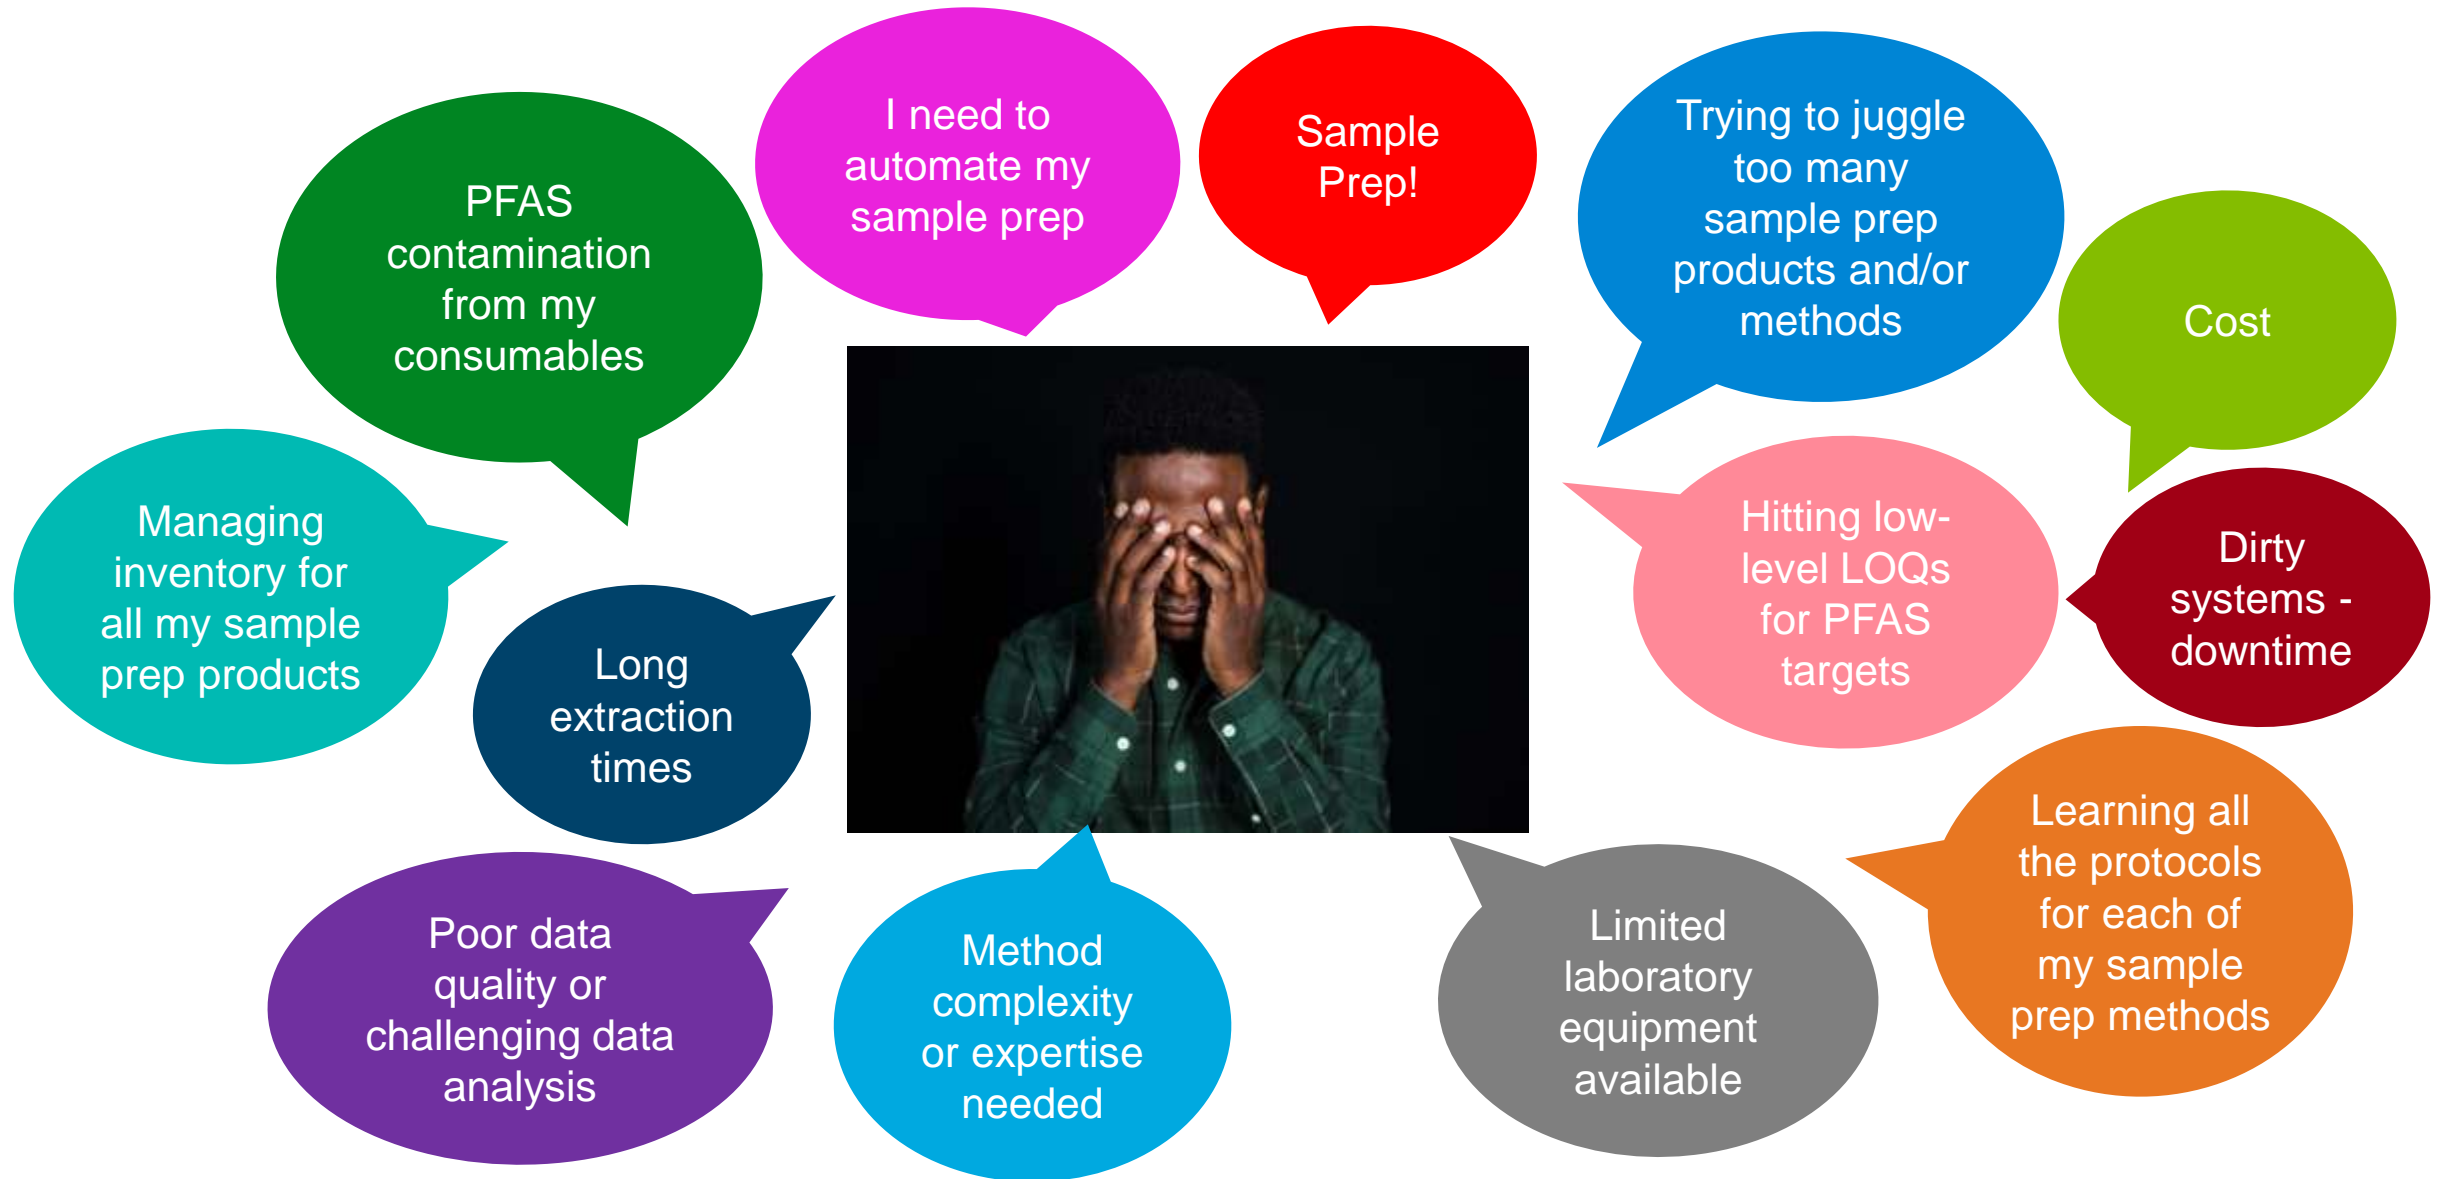 I need to
automate my
sample prep
Sample
Prep!
Trying to juggle
too many
sample prep
products and/or
methods
PFAS
contamination
from my
consumables
Cost
Managing
inventory for
all my sample
prep products
Hitting low-
level LOQs
for PFAS
targets
Dirty
systems -
downtime
Long
extraction
times
Learning all
the protocols
for each of
my sample
prep methods
Poor data
quality or
challenging data
analysis
Method
complexity
or expertise
needed
Limited
laboratory
equipment
available